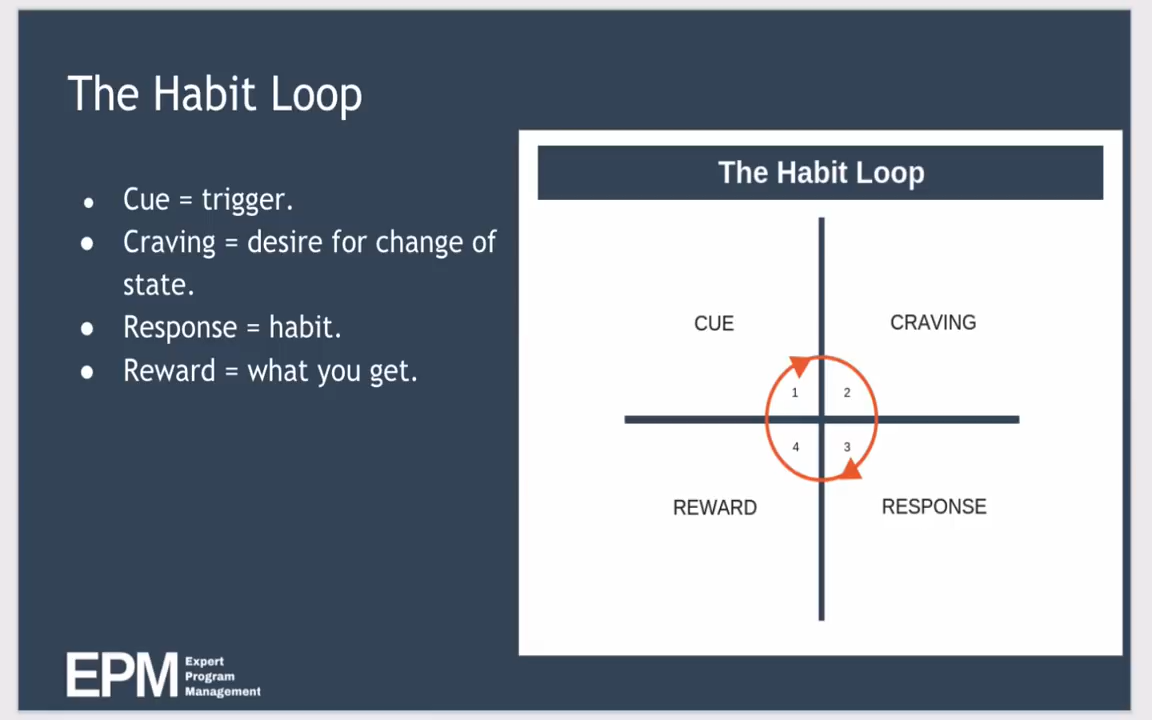 The Habit Loop
• Cue = trigger.
• Craving = desire for change of
state.
• Response = habit.
• Reward = what you get.
The Habit Loop
CUE
CRAVING
1
2
4
3
REWARD
RESPONSE
EPM
Expert
Program
Management